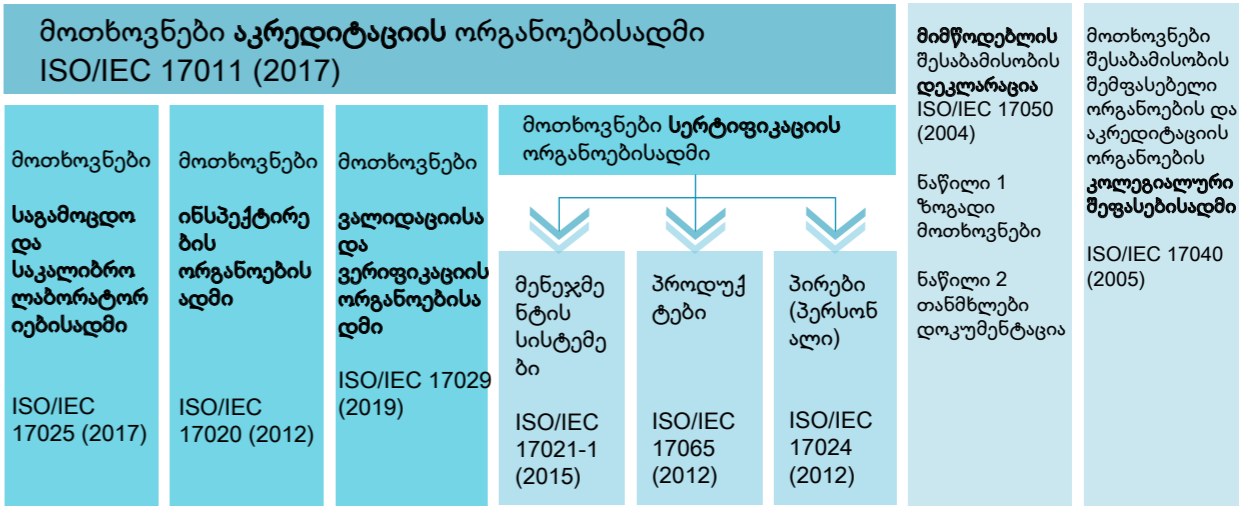 მოთხოვნები აკრედიტაციის ორგანოებისადმი
ISO/IEC 17011 (2017)
მოთხოვნები
საგამოცდო
და
საკალიბრო
ლაბორატორ
იებისადმი
ISO/IEC
17025 (2017)
მოთხოვნები
ინსპექტირე
ბის
ორგანოების
ადმი
ISO/IEC
17020 (2012)
მოთხოვნები
ვალიდაციისა
და
ვერიფიკაციის
ორგანოებისა
დმი
ISO/IEC 17029
(2019)
მოთხოვნები სერტიფიკაციის
ორგანოებისადმი
მენეჯმე
ნტის
სისტემე
ბი
ISO/IEC
17021-1
(2015)
პროდუქ
ტები
ISO/IEC
17065
(2012)
პირები
(პერსონ
ალი)
ISO/IEC
17024
(2012)
მიმწოდებლის
შესაბამისობის
დეკლარაცია
ISO/IEC 17050
(2004)
ნაწილი 1
ზოგადი
მოთხოვნები
ნაწილი 2
თანმხლები
დოკუმენტაცია
მოთხოვნები
შესაბამისობის
შემფასებელი
ორგანოების და
აკრედიტაციის
ორგანოების
კოლეგიალური
შეფასებისადმი
ISO/IEC 17040
(2005)